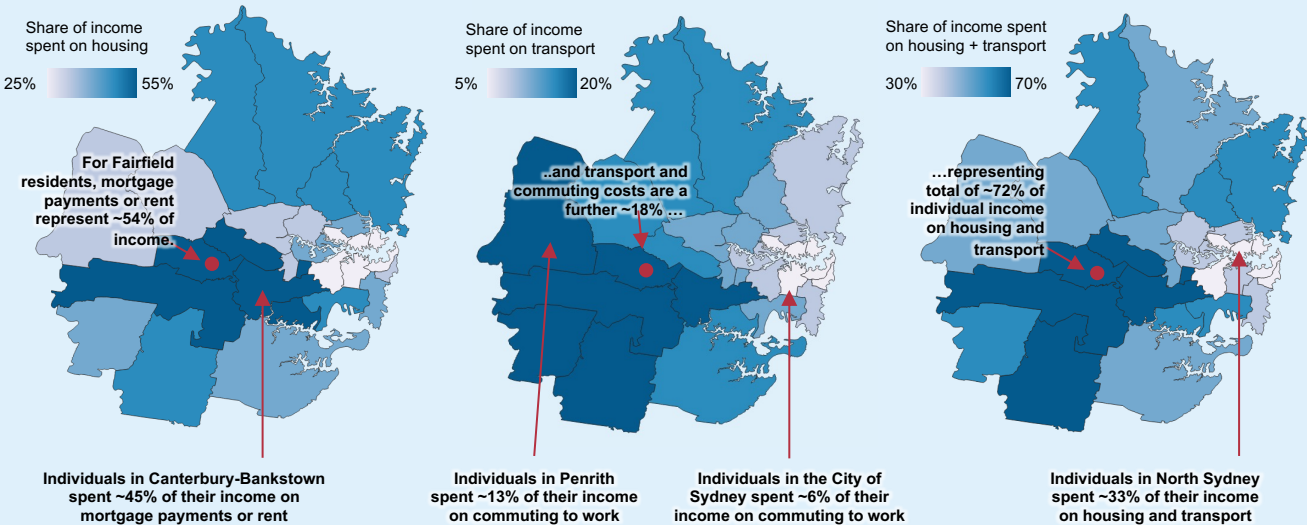 Share of income
spent on housing
25%
55%
For Fairfield
residents, mortgage
payments or rent
represent ~54% of
income.
Individuals in Canterbury-Bankstown
spent ~45% of their income on
mortgage payments or rent
Share of income
spent on transport
5%
20%
..and transport and
commuting costs are a
further ~18% ...
Individuals in Penrith
spent ~13% of their income
on commuting to work
Individuals in the City of
Sydney spent ~6% of their
income on commuting to work
Share of income spent
on housing + transport
30%
70%
...representing
total of ~72% of
individual income
on housing and
transport
Individuals in North Sydney
spent ~33% of their income
on housing and transport